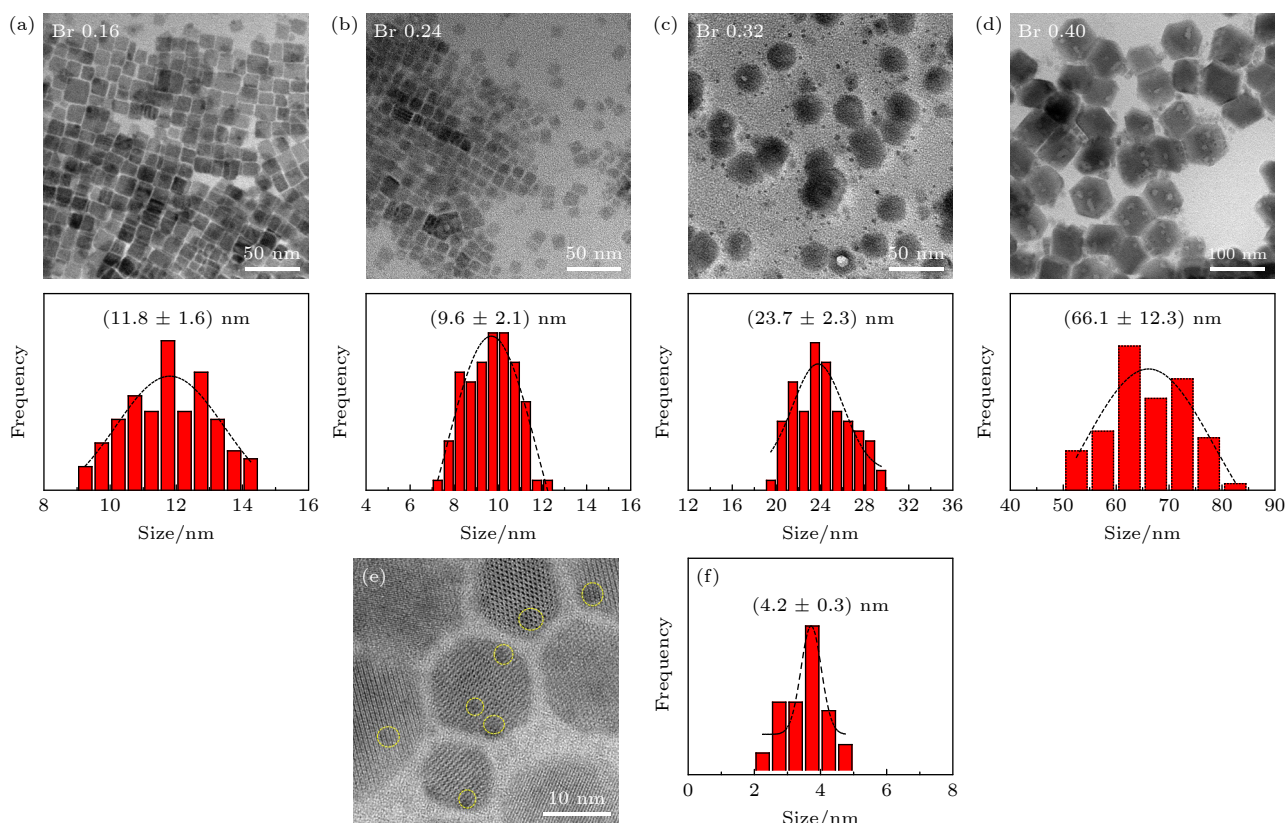 (a)
Br 0.16
50 nm
(b)
Br 0.24
50 nm
(c)
Br 0.32
50 nm
(d)
Br 0.40
100 nm
(11.8 ± 1.6) nm
Frequency
8 10 12 14 16
Size/nm
(9.6 ± 2.1) nm
Frequency
4 6 8 10 12 14 16
Size/nm
(23.7 ± 2.3) nm
Frequency
12 16 20 24 28 32 36
Size/nm
(66.1 ± 12.3) nm
Frequency
40 50 60 70 80 90
Size/nm
(e)
10 nm
(f)
(4.2 ± 0.3) nm
Frequency
0 2 4 6 8
Size/nm